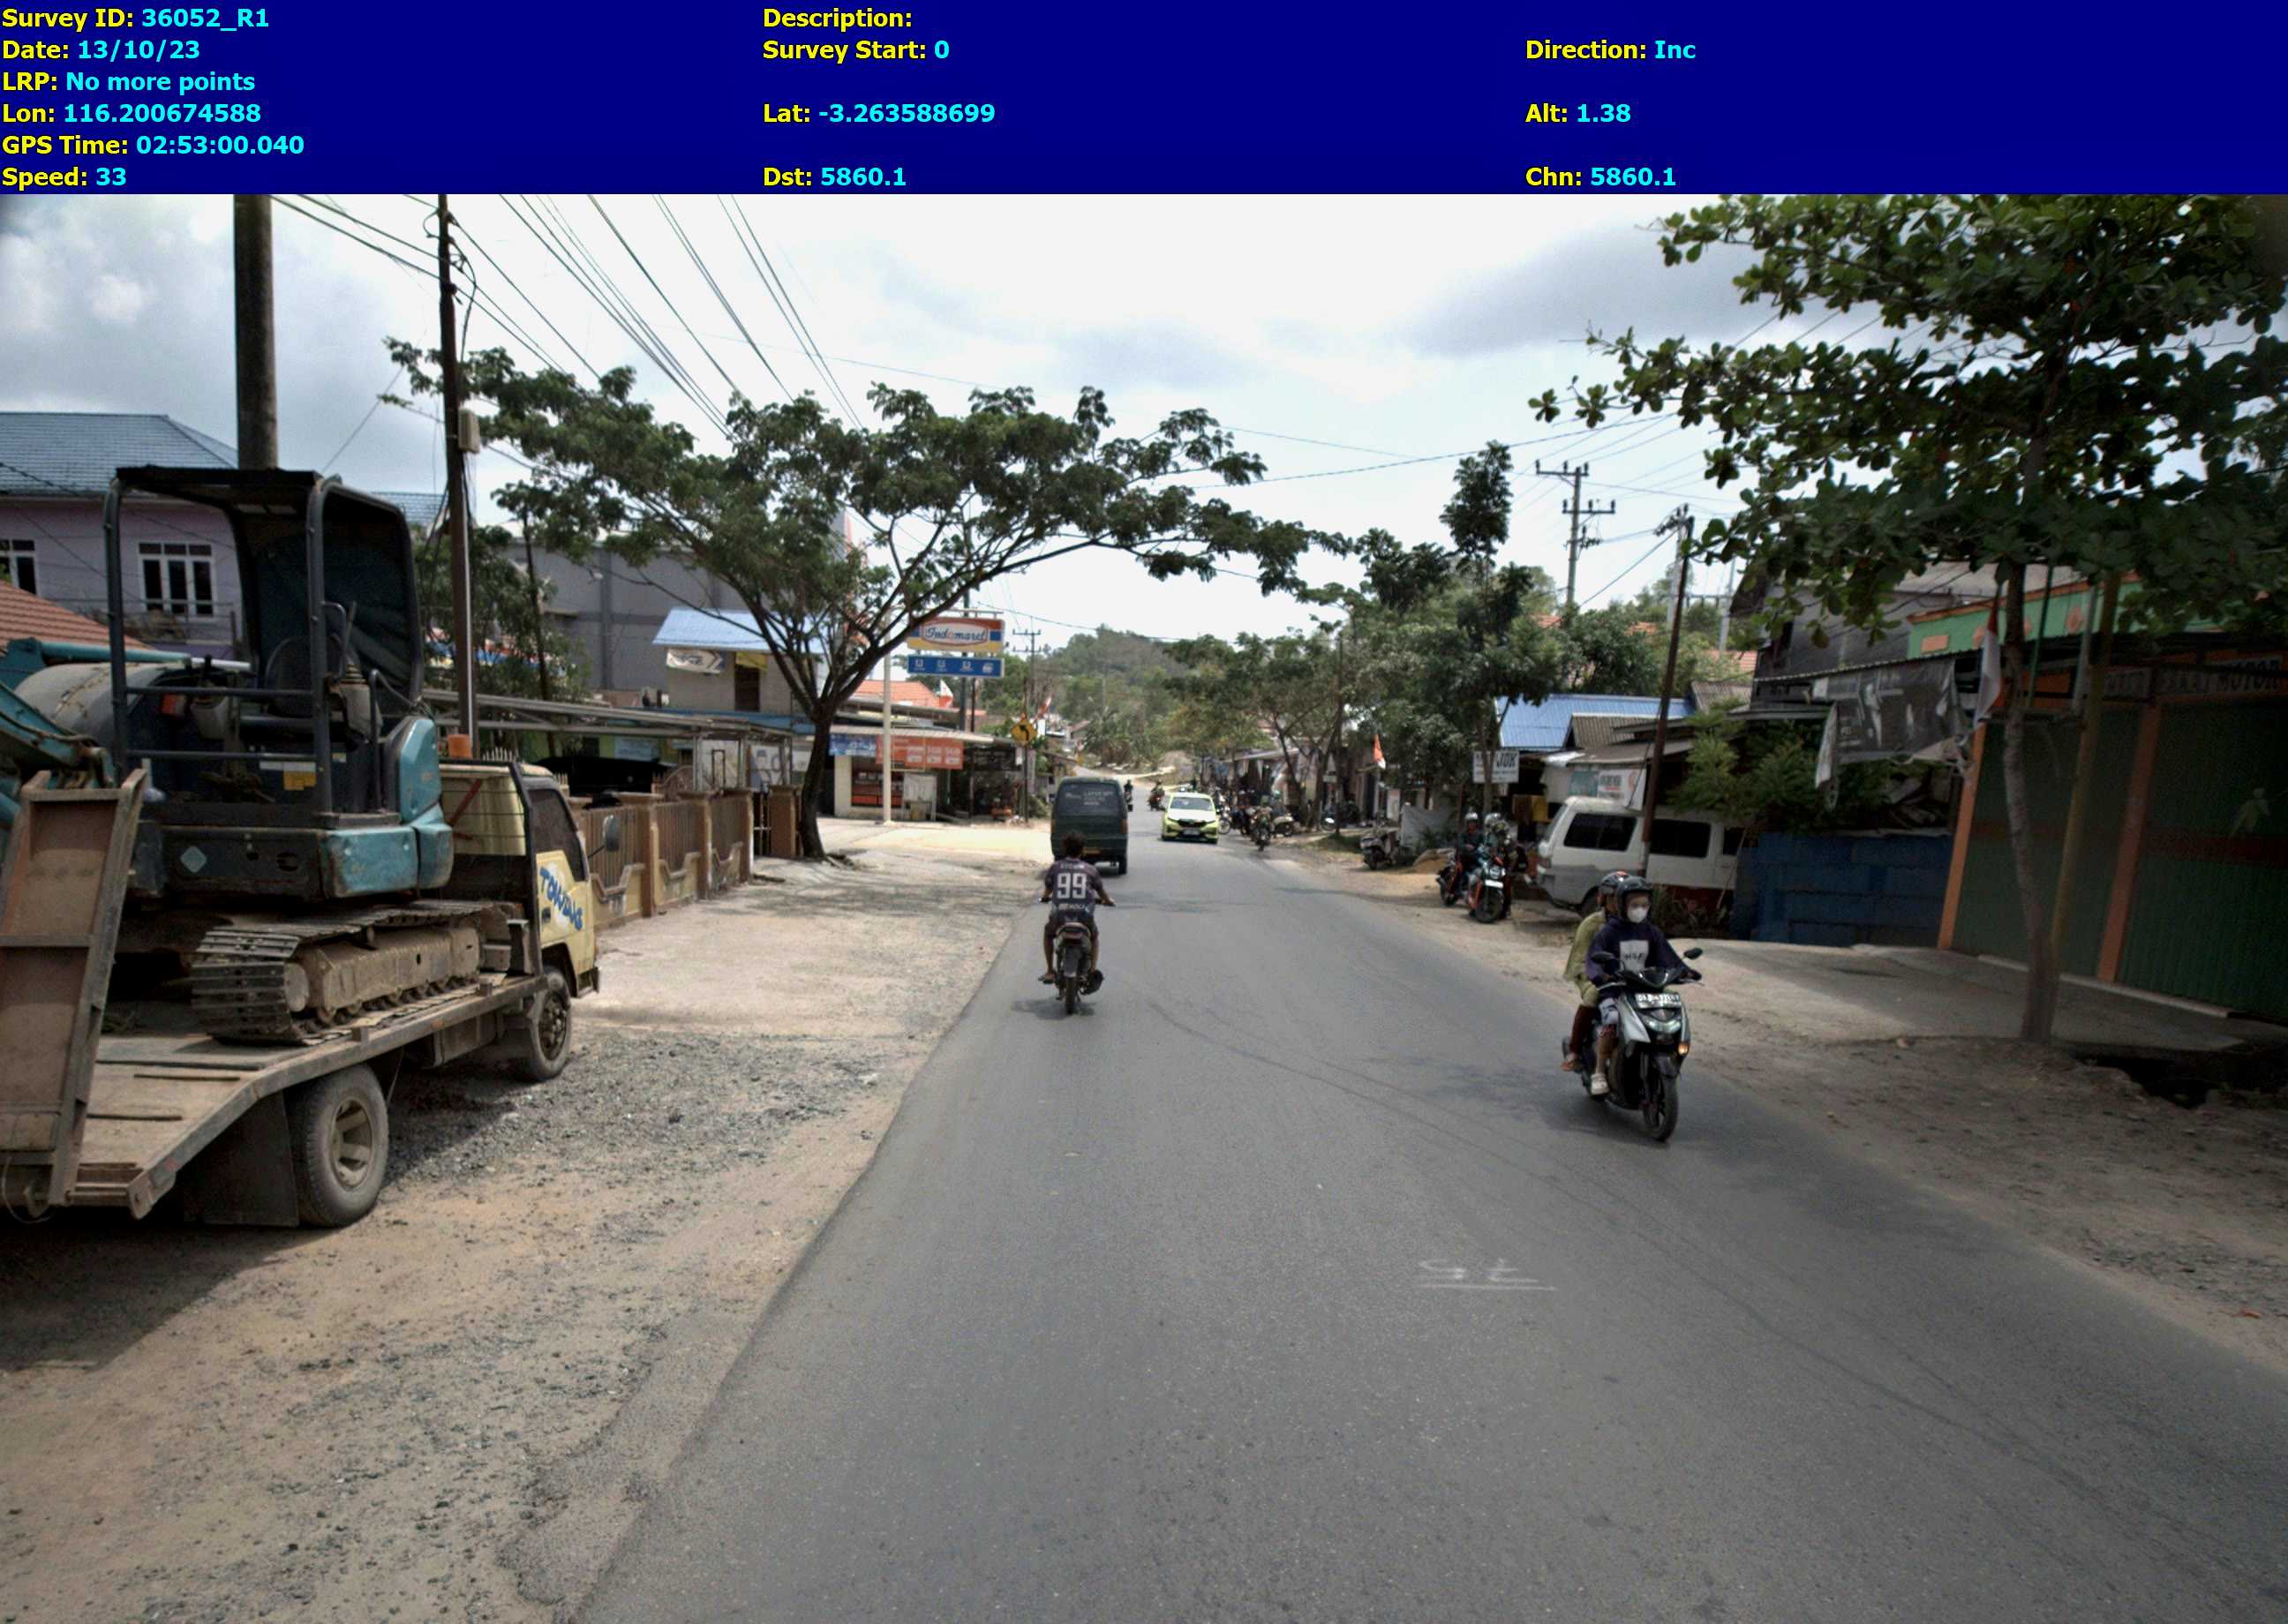 Survey ID: 36052_R1
Description:
Date: 13/10/23
Survey Start: 0
Direction: Inc
LRP: No more points
Lon: 116.200674588
Lat: -3.263588699
Alt: 1.38
GPS Time: 02:53:00.040
Speed: 33
Dst: 5860.1
Chn: 5860.1
Indomaret
TOWING
99